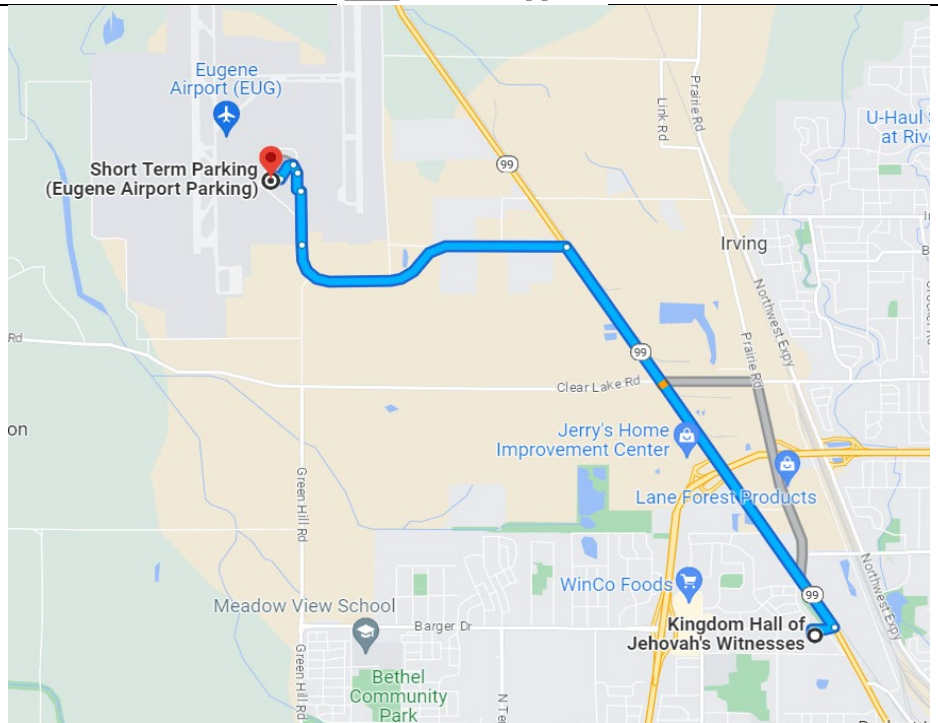 Eugene
Airport (EUG)
Short Term Parking
(Eugene Airport Parking)
99
Link Rd
Prairie Rd
U-Haul
at Riv
Irving
Northwest Expy
Rd
99
Prairie Rd
Clear Lake Rd
on
Jerry's Home
Improvement Center
Lane Forest Products
Green Hill Rd
WinCo Foods
99
Northwest Expy
Meadow View School
Barger Dr
Kingdom Hall of
Jehovah's Witnesses
Green Hill Rd
Bethel
Community
Park
N Te